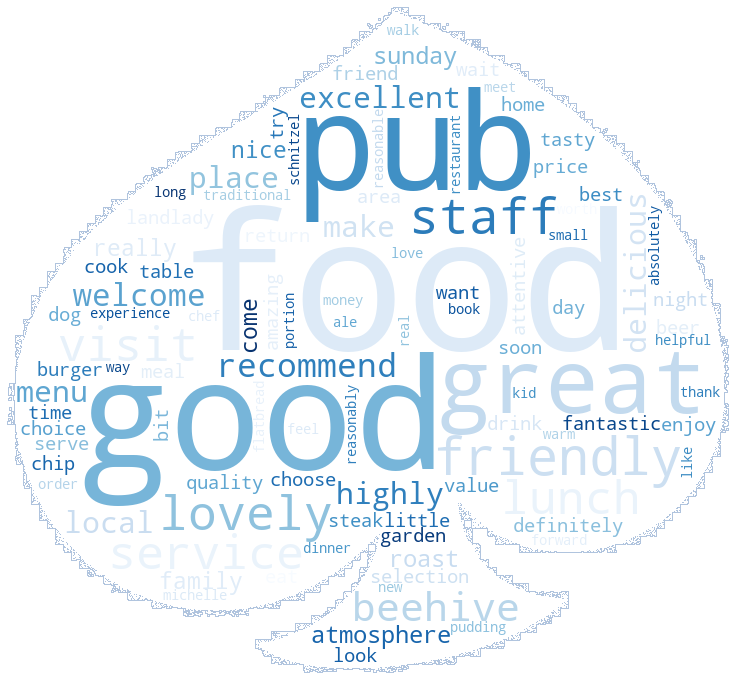 walk
sunday
wait
friend
meet
excellent
home
pub
try
schnitzel
reasonable
restaurant
tasty
nice
price
place
best
traditional
area
long
staff
delicious
absolutely
landlady
make
small
return
really
food
love
attentive
cook
table
welcome
amazing
money
want
night
dog
experience
chef
come
portion
ale
real
book
day
beer
visit
helpful
soon
burger
way
meal
recommend
great
menu
good
kid
thank
time
bit
flatbread
reasonably
choice
feel
drink
fantastic
enjoy
serve
warm
friendly
like
chip
order
quality
choose
highly
value
lunch
local
lovely
steak
little
definitely
garden
service
dinner
forward
family
eat
roast
selection
michelle
new
beehive
pudding
atmosphere
look